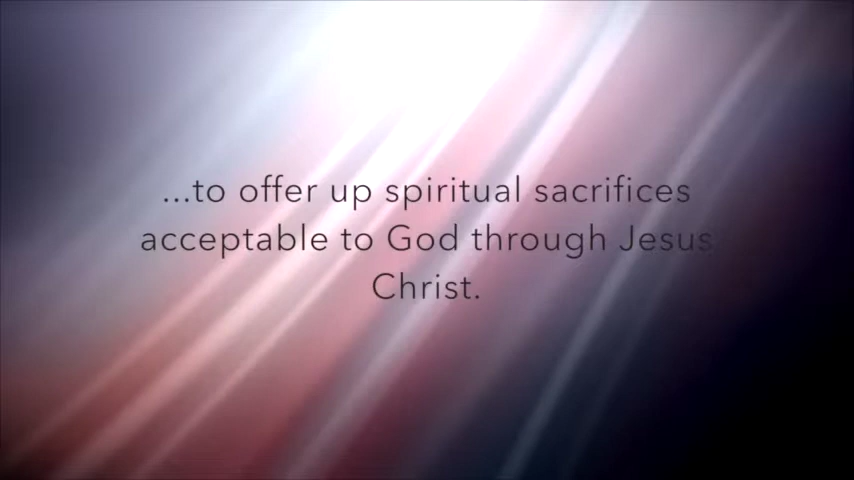 ...to offer up spiritual sacrifices
acceptable to God through Jesus
Christ.